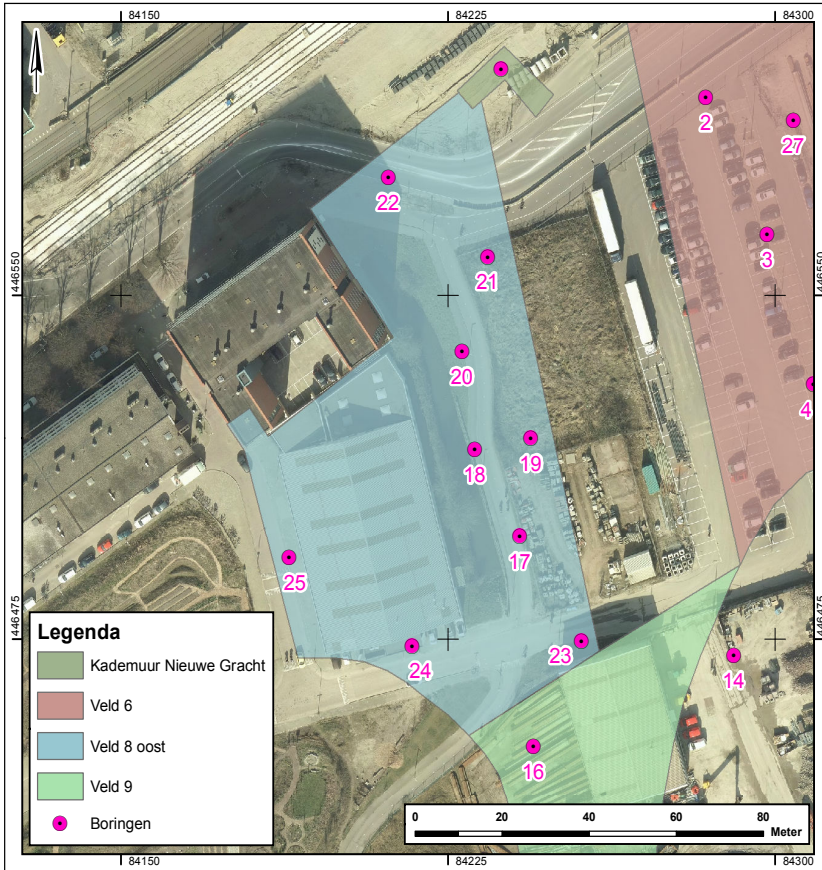 84150 84225 84300
2
27
22
3
21
446550 446550
20
4
19
18
17
25
446475 446475
23
24
14
16
Legenda
Kademuur Nieuwe Gracht
Veld 6
Veld 8 oost
Veld 9
Boringen
0 20 40 60 80
Meter
84150 84225 84300